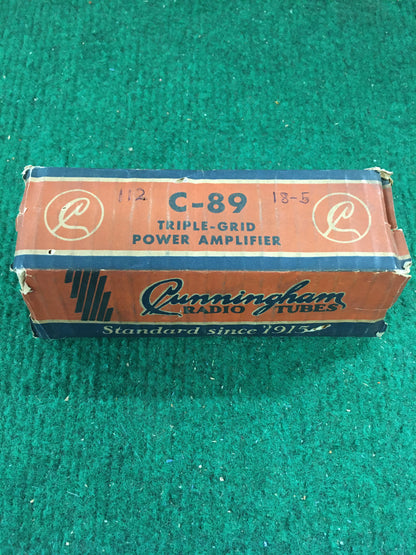 112 C-89 18-5
TRIPLE-GRID
POWER AMPLIFIER
Cunningham
RADIO TUBES
Standard since 1915